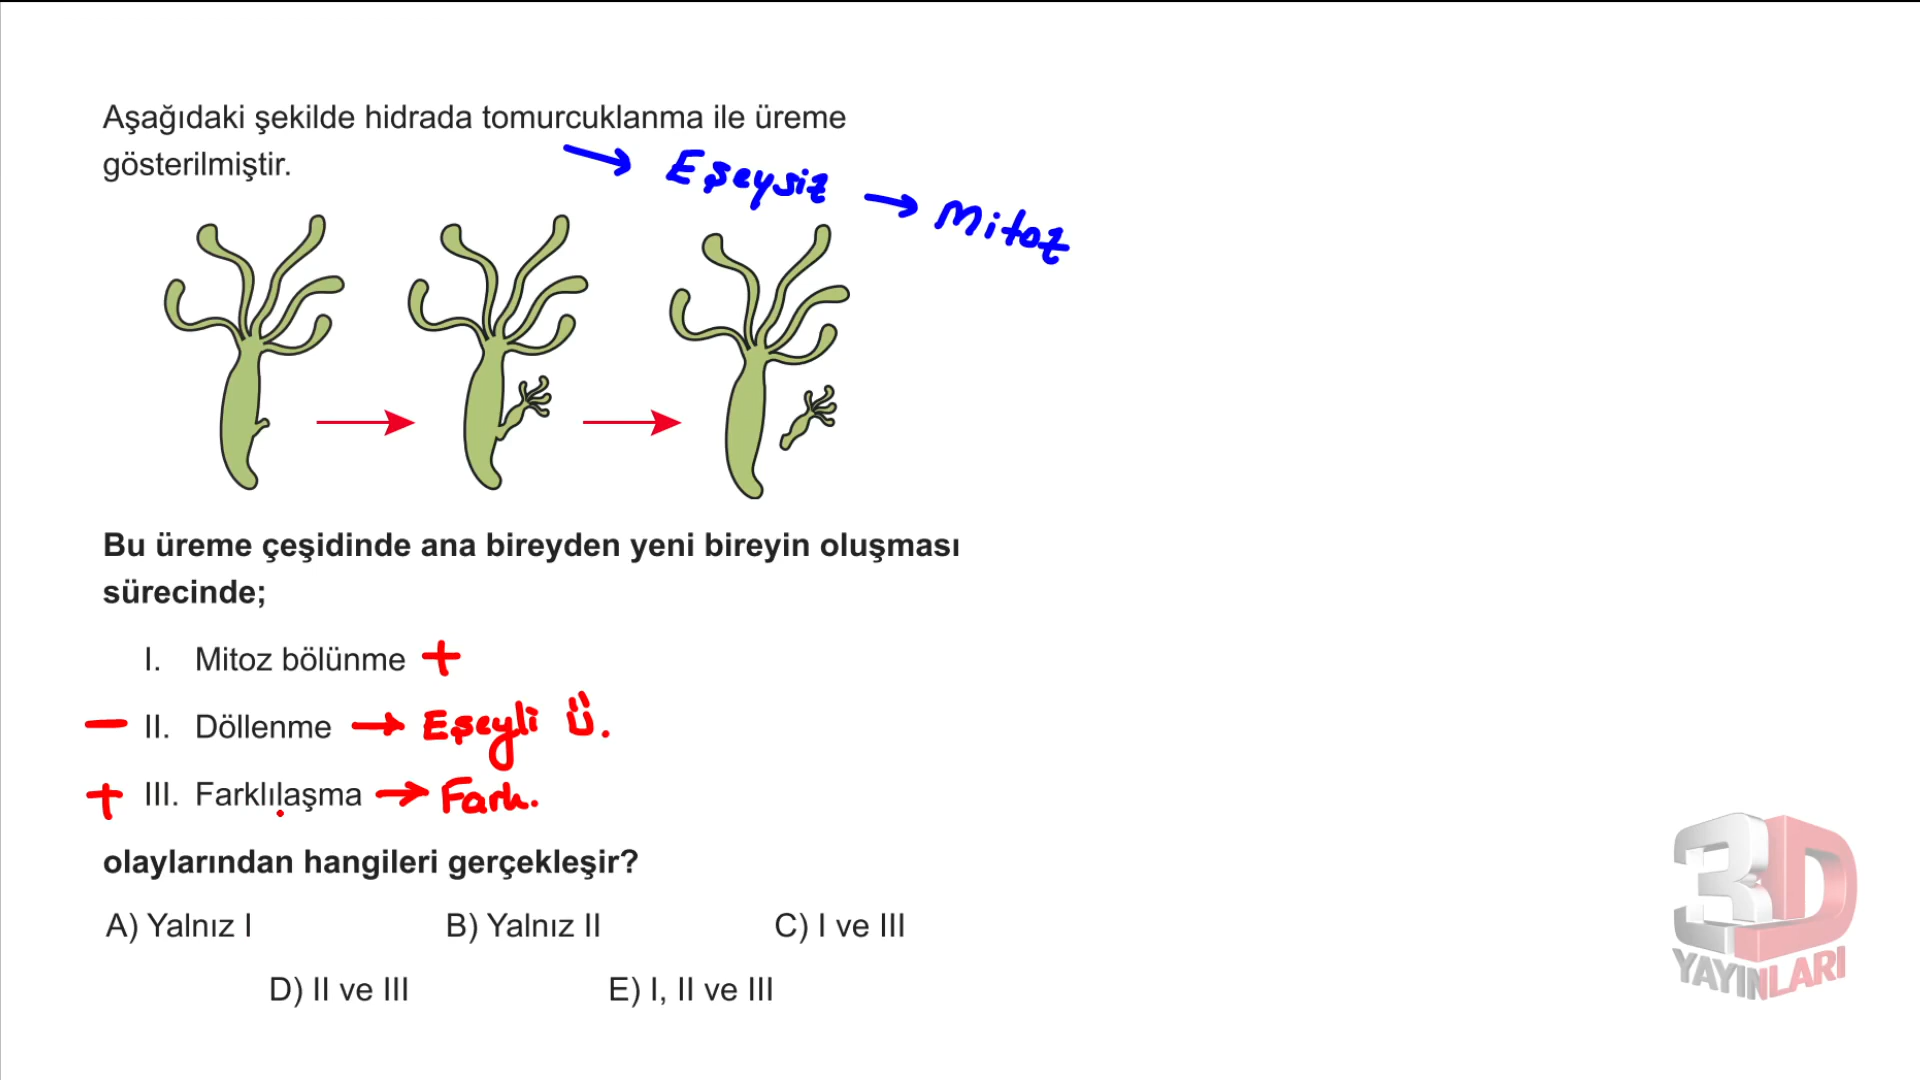 Aşağıdaki şekilde hidrada tomurcuklanma ile üreme
gösterilmiştir.
→ Eşeysiz → Mitoz
Bu üreme çeşidinde ana bireyden yeni bireyin oluşması
sürecinde;
I. Mitoz bölünme +
− II. Döllenme → Eşeyli Ü.
+ III. Farklılaşma → Fark.
olaylarından hangileri gerçekleşir?
A) Yalnız I B) Yalnız II C) I ve III
D) II ve III E) I, II ve III
3D
YAYINLARI